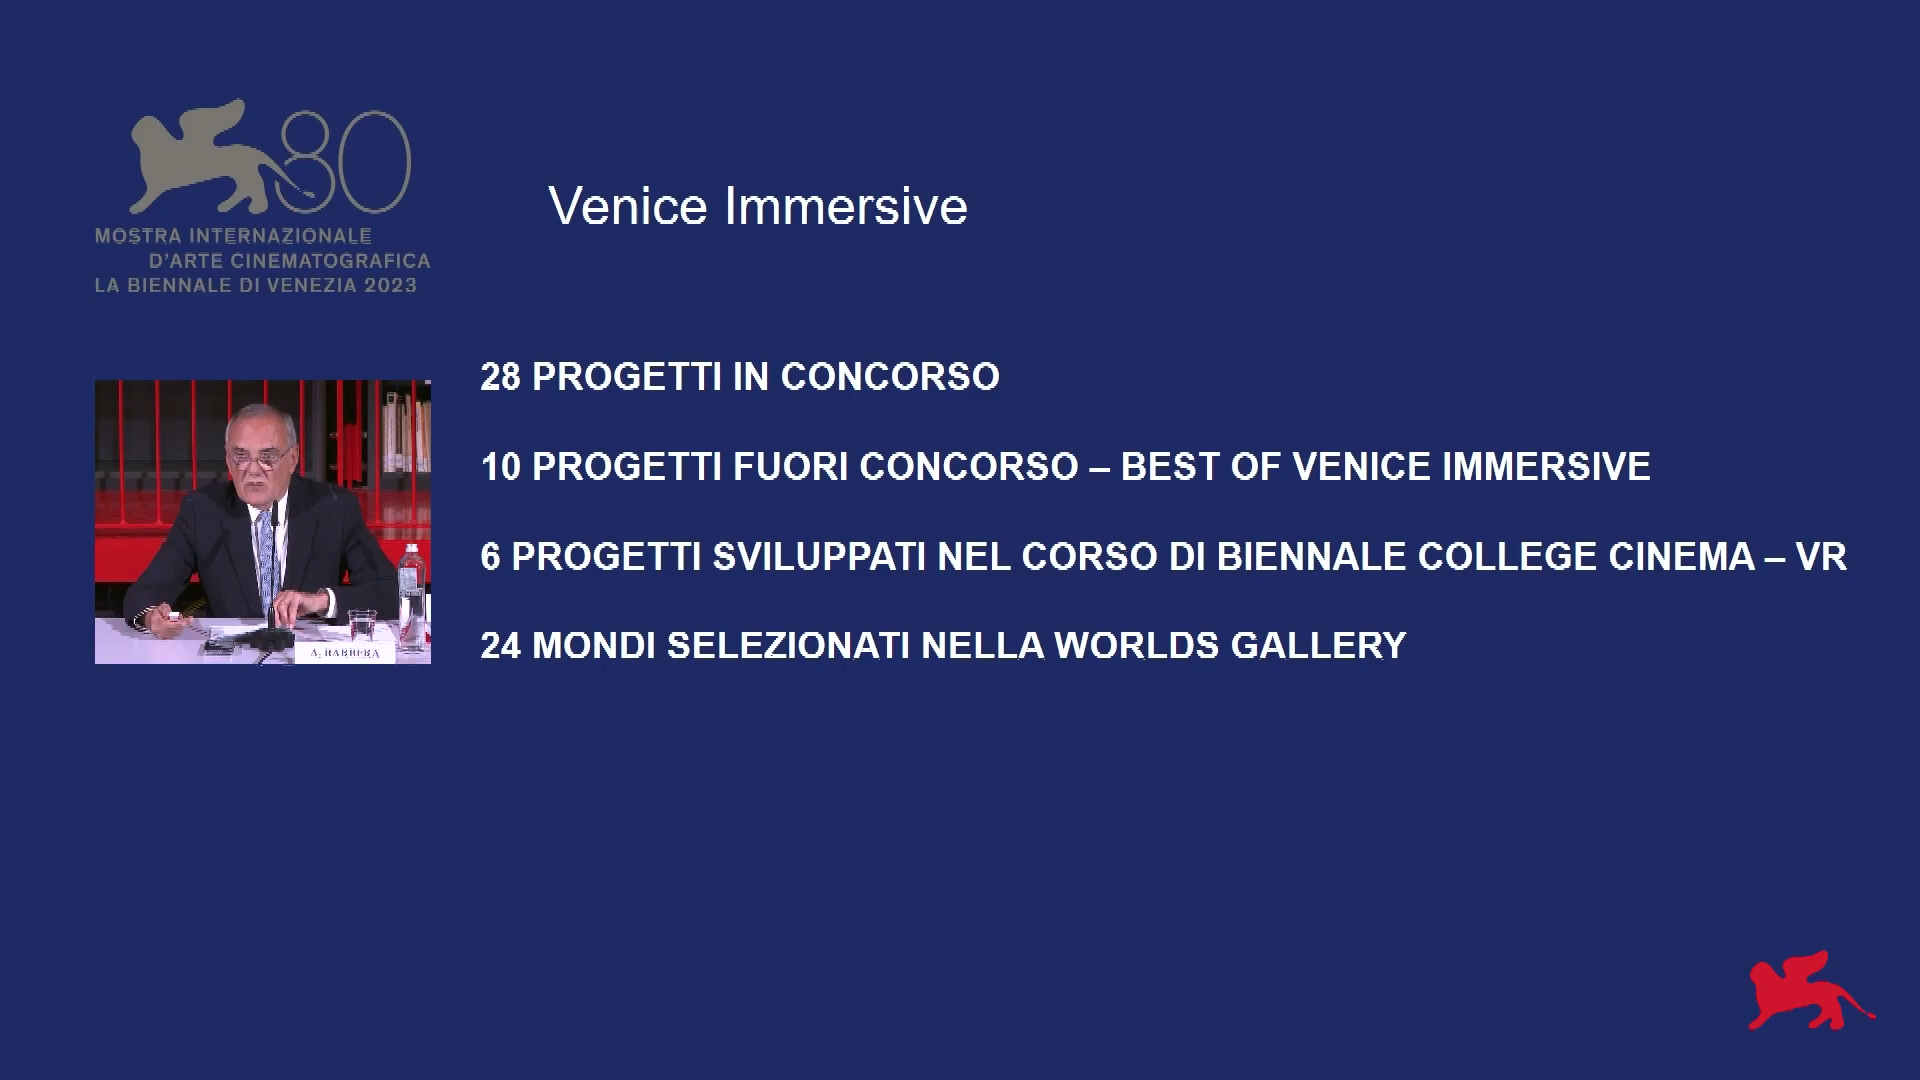 80
MOSTRA INTERNAZIONALE
D'ARTE CINEMATOGRAFICA
LA BIENNALE DI VENEZIA 2023
Venice Immersive
28 PROGETTI IN CONCORSO
10 PROGETTI FUORI CONCORSO – BEST OF VENICE IMMERSIVE
6 PROGETTI SVILUPPATI NEL CORSO DI BIENNALE COLLEGE CINEMA – VR
24 MONDI SELEZIONATI NELLA WORLDS GALLERY
A. BARBERA